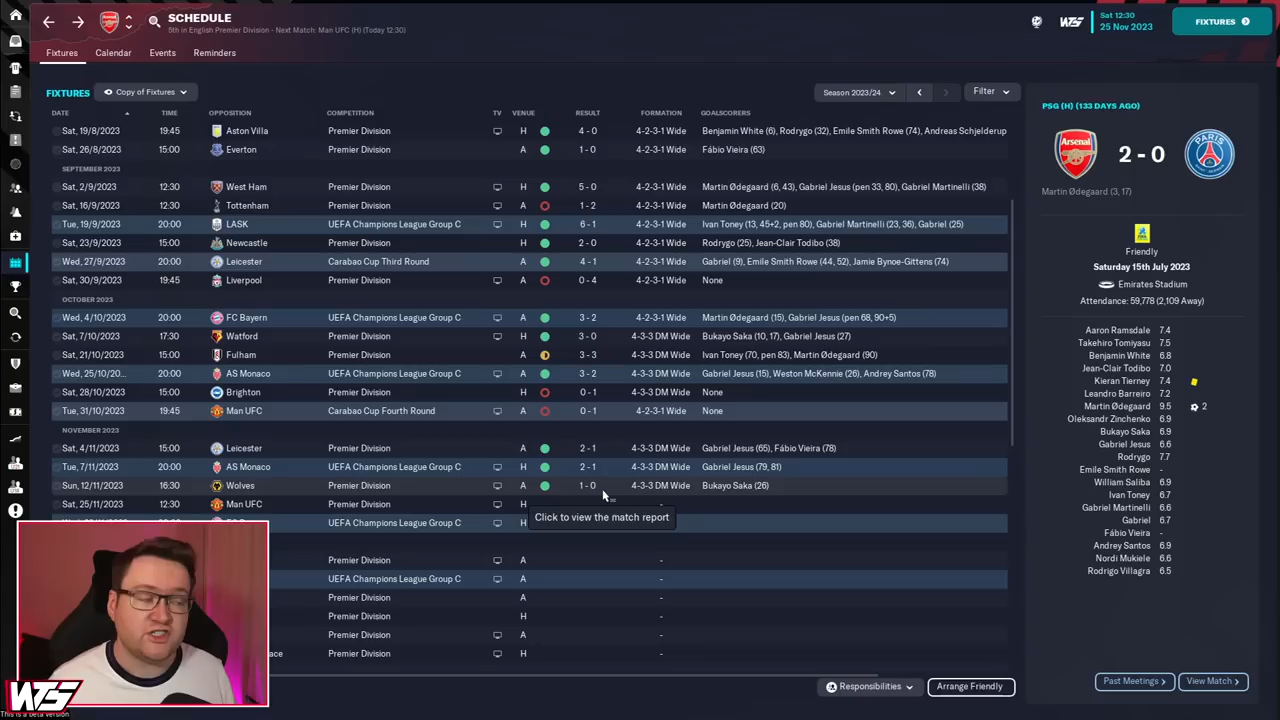 SCHEDULE
5th in English Premier Division - Next Match: Man UFC (H) (Today 12:30)
WTS
Sat 12:30
25 Nov 2023
FIXTURES
Fixtures Calendar Events Reminders
FIXTURES Copy of Fixtures Season 2023/24 Filter
DATE TIME OPPOSITION COMPETITION TV VENUE RESULT FORMATION GOALSCORERS
Sat, 19/8/2023 19:45 Aston Villa Premier Division H 4 - 0 4-2-3-1 Wide Benjamin White (6), Rodrygo (32), Emile Smith Rowe (74), Andreas Schjelderup
Sat, 26/8/2023 15:00 Everton Premier Division A 1 - 0 4-2-3-1 Wide Fábio Vieira (63)
SEPTEMBER 2023
Sat, 2/9/2023 12:30 West Ham Premier Division H 5 - 0 4-2-3-1 Wide Martin Ødegaard (6, 43), Gabriel Jesus (pen 33, 80), Gabriel Martinelli (38)
Sat, 16/9/2023 12:30 Tottenham Premier Division A 1 - 2 4-2-3-1 Wide Martin Ødegaard (20)
Tue, 19/9/2023 20:00 LASK UEFA Champions League Group C H 6 - 1 4-2-3-1 Wide Ivan Toney (13, 45+2, pen 80), Gabriel Martinelli (23, 36), Gabriel (25)
Sat, 23/9/2023 15:00 Newcastle Premier Division H 2 - 0 4-2-3-1 Wide Rodrygo (25), Jean-Clair Todibo (38)
Wed, 27/9/2023 20:00 Leicester Carabao Cup Third Round A 4 - 1 4-2-3-1 Wide Gabriel (9), Emile Smith Rowe (44, 52), Jamie Bynoe-Gittens (74)
Sat, 30/9/2023 19:45 Liverpool Premier Division A 0 - 4 4-2-3-1 Wide None
OCTOBER 2023
Wed, 4/10/2023 20:00 FC Bayern UEFA Champions League Group C A 3 - 2 4-2-3-1 Wide Martin Ødegaard (15), Gabriel Jesus (pen 68, 90+5)
Sat, 7/10/2023 17:30 Watford Premier Division H 3 - 0 4-3-3 DM Wide Bukayo Saka (10, 17), Gabriel Jesus (27)
Sat, 21/10/2023 15:00 Fulham Premier Division A 3 - 3 4-3-3 DM Wide Ivan Toney (70, pen 83), Martin Ødegaard (90)
Wed, 25/10/20... 20:00 AS Monaco UEFA Champions League Group C A 3 - 2 4-3-3 DM Wide Gabriel Jesus (15), Weston McKennie (26), Andrey Santos (78)
Sat, 28/10/2023 15:00 Brighton Premier Division H 0 - 1 4-3-3 DM Wide None
Tue, 31/10/2023 19:45 Man UFC Carabao Cup Fourth Round A 0 - 1 4-2-3-1 Wide None
NOVEMBER 2023
Sat, 4/11/2023 15:00 Leicester Premier Division A 2 - 1 4-3-3 DM Wide Gabriel Jesus (65), Fábio Vieira (78)
Tue, 7/11/2023 20:00 AS Monaco UEFA Champions League Group C H 2 - 1 4-3-3 DM Wide Gabriel Jesus (79, 81)
Sun, 12/11/2023 16:30 Wolves Premier Division A 1 - 0 4-3-3 DM Wide Bukayo Saka (26)
Sat, 25/11/2023 12:30 Man UFC Premier Division H -
UEFA Champions League Group C H
Click to view the match report
Premier Division A -
UEFA Champions League Group C A -
Premier Division A -
Premier Division H -
Premier Division A -
ace Premier Division H -
Responsibilities Arrange Friendly
PSG (H) (133 DAYS AGO)
Arsenal 2 - 0 PARIS
Martin Ødegaard (3, 17)
Friendly
Saturday 15th July 2023
Emirates Stadium
Attendance: 59,778 (2,109 Away)
Aaron Ramsdale 7.4
Takehiro Tomiyasu 7.5
Benjamin White 6.8
Jean-Clair Todibo 7.0
Kieran Tierney 7.4
Leandro Barreiro 7.2
Martin Ødegaard 9.5 2
Oleksandr Zinchenko 6.9
Bukayo Saka 6.9
Gabriel Jesus 6.6
Rodrygo 7.7
Emile Smith Rowe -
William Saliba 6.9
Ivan Toney 6.7
Gabriel Martinelli 6.6
Gabriel 6.7
Fábio Vieira -
Andrey Santos 6.9
Nordi Mukiele 6.6
Rodrigo Villagra 6.5
Past Meetings View Match
WTS
This is a beta version